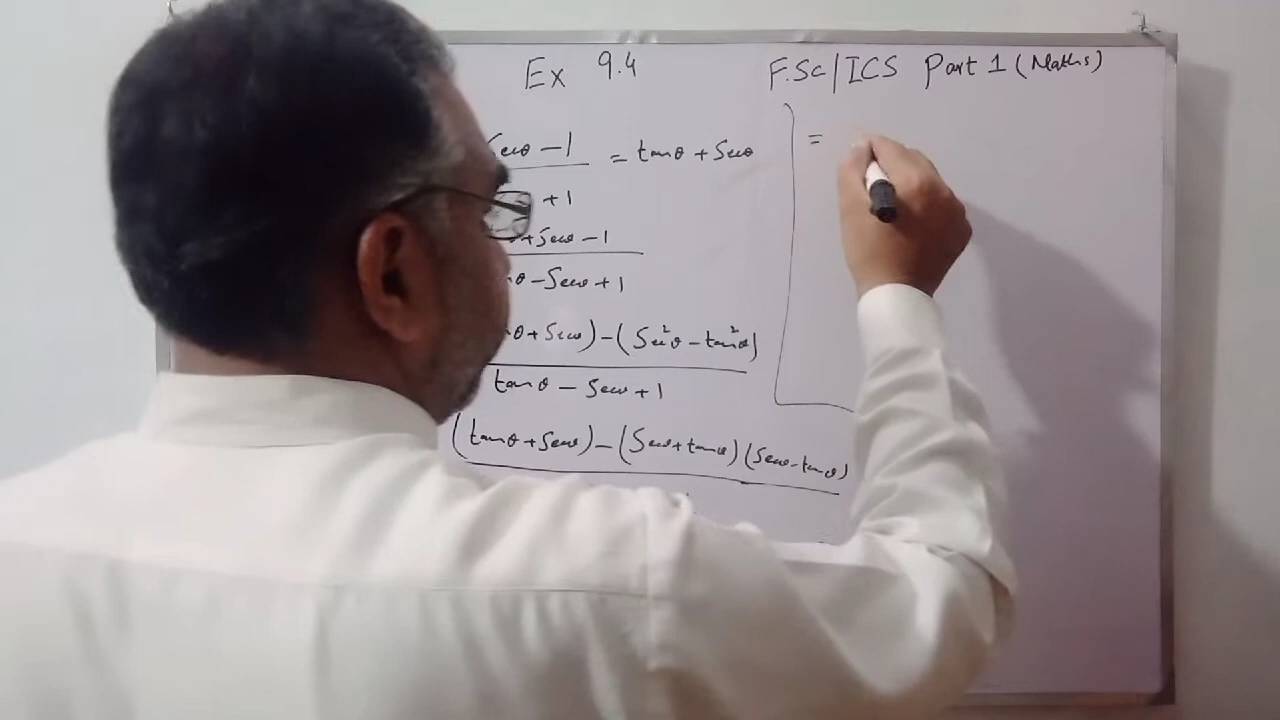 Ex 9.4
F.Sc/ICS Part 1 (Maths)
Secθ - 1 = tanθ + Secθ
+ 1
+ Secθ - 1
- Secθ + 1
+ Secθ) - (Sec²θ - tan²θ)
tanθ - Secθ + 1
(tanθ + Secθ) - (Secθ + tanθ) (Secθ - tanθ)
=